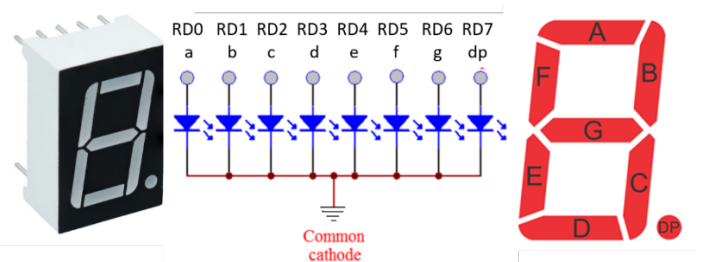 RD0 RD1 RD2 RD3 RD4 RD5 RD6 RD7
a b c d e f g dp
Common
cathode
A
F B
G
E C
D DP